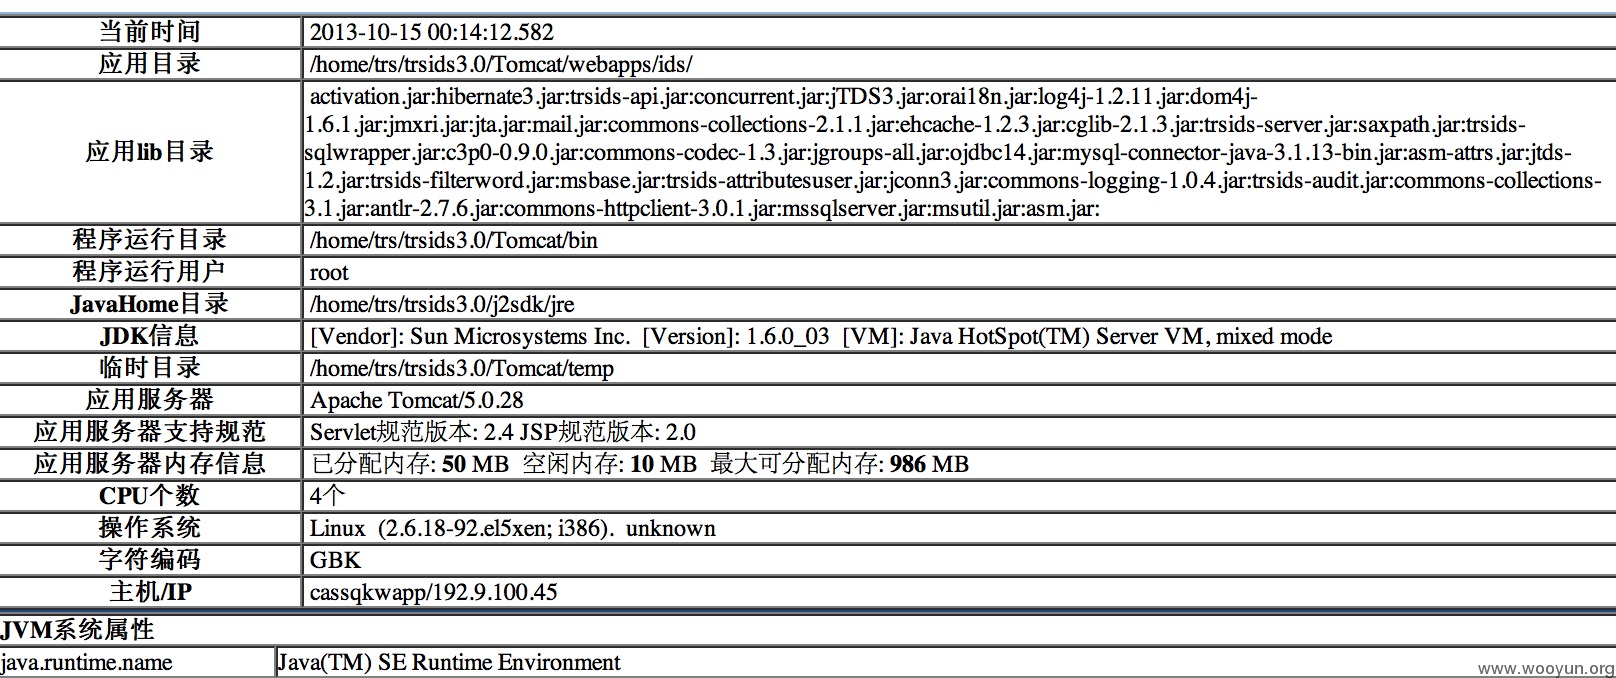 当前时间 2013-10-15 00:14:12.582
应用目录 /home/trs/trsids3.0/Tomcat/webapps/ids/
应用lib目录 activation.jar:hibernate3.jar:trsids-api.jar:concurrent.jar:jTDS3.jar:orai18n.jar:log4j-1.2.11.jar:dom4j-
1.6.1.jar:jmxri.jar:jta.jar:mail.jar:commons-collections-2.1.1.jar:ehcache-1.2.3.jar:cglib-2.1.3.jar:trsids-server.jar:saxpath.jar:trsids-
sqlwrapper.jar:c3p0-0.9.0.jar:commons-codec-1.3.jar:jgroups-all.jar:ojdbc14.jar:mysql-connector-java-3.1.13-bin.jar:asm-attrs.jar:jtds-
1.2.jar:trsids-filterword.jar:msbase.jar:trsids-attributesuser.jar:jconn3.jar:commons-logging-1.0.4.jar:trsids-audit.jar:commons-collections-
3.1.jar:antlr-2.7.6.jar:commons-httpclient-3.0.1.jar:mssqlserver.jar:msutil.jar:asm.jar:
程序运行目录 /home/trs/trsids3.0/Tomcat/bin
程序运行用户 root
JavaHome目录 /home/trs/trsids3.0/j2sdk/jre
JDK信息 [Vendor]: Sun Microsystems Inc. [Version]: 1.6.0_03 [VM]: Java HotSpot(TM) Server VM, mixed mode
临时目录 /home/trs/trsids3.0/Tomcat/temp
应用服务器 Apache Tomcat/5.0.28
应用服务器支持规范 Servlet规范版本: 2.4 JSP规范版本: 2.0
应用服务器内存信息 已分配内存: 50 MB 空闲内存: 10 MB 最大可分配内存: 986 MB
CPU个数 4个
操作系统 Linux (2.6.18-92.el5xen; i386). unknown
字符编码 GBK
主机/IP cassqkwapp/192.9.100.45
JVM系统属性
java.runtime.name Java(TM) SE Runtime Environment
www.wooyun.org